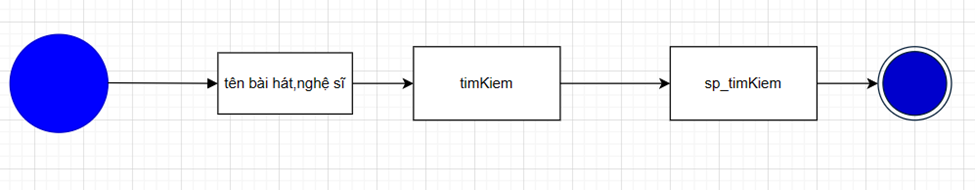 tên bài hát,nghệ sĩ
timKiem
sp_timKiem